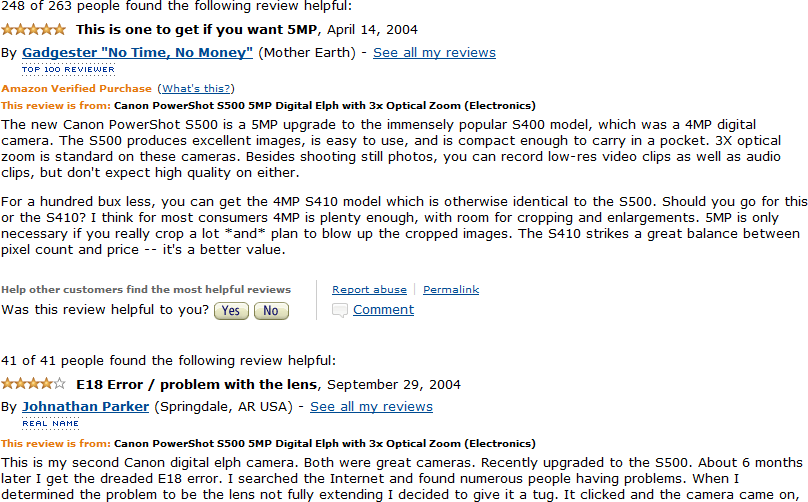 248 of 263 people found the following review helpful:
This is one to get if you want 5MP, April 14, 2004
By Gadgester "No Time, No Money" (Mother Earth) - See all my reviews
TOP 100 REVIEWER
Amazon Verified Purchase (What's this?)
This review is from: Canon PowerShot S500 5MP Digital Elph with 3x Optical Zoom (Electronics)
The new Canon PowerShot S500 is a 5MP upgrade to the immensely popular S400 model, which was a 4MP digital
camera. The S500 produces excellent images, is easy to use, and is compact enough to carry in a pocket. 3X optical
zoom is standard on these cameras. Besides shooting still photos, you can record low-res video clips as well as audio
clips, but don't expect high quality on either.
For a hundred bux less, you can get the 4MP S410 model which is otherwise identical to the S500. Should you go for this
or the S410? I think for most consumers 4MP is plenty enough, with room for cropping and enlargements. 5MP is only
necessary if you really crop a lot *and* plan to blow up the cropped images. The S410 strikes a great balance between
pixel count and price -- it's a better value.
Help other customers find the most helpful reviews
Was this review helpful to you? Yes No
Report abuse Permalink
Comment
41 of 41 people found the following review helpful:
E18 Error / problem with the lens, September 29, 2004
By Johnathan Parker (Springdale, AR USA) - See all my reviews
REAL NAME
This review is from: Canon PowerShot S500 5MP Digital Elph with 3x Optical Zoom (Electronics)
This is my second Canon digital elph camera. Both were great cameras. Recently upgraded to the S500. About 6 months
later I get the dreaded E18 error. I searched the Internet and found numerous people having problems. When I
determined the problem to be the lens not fully extending I decided to give it a tug. It clicked and the camera came on,